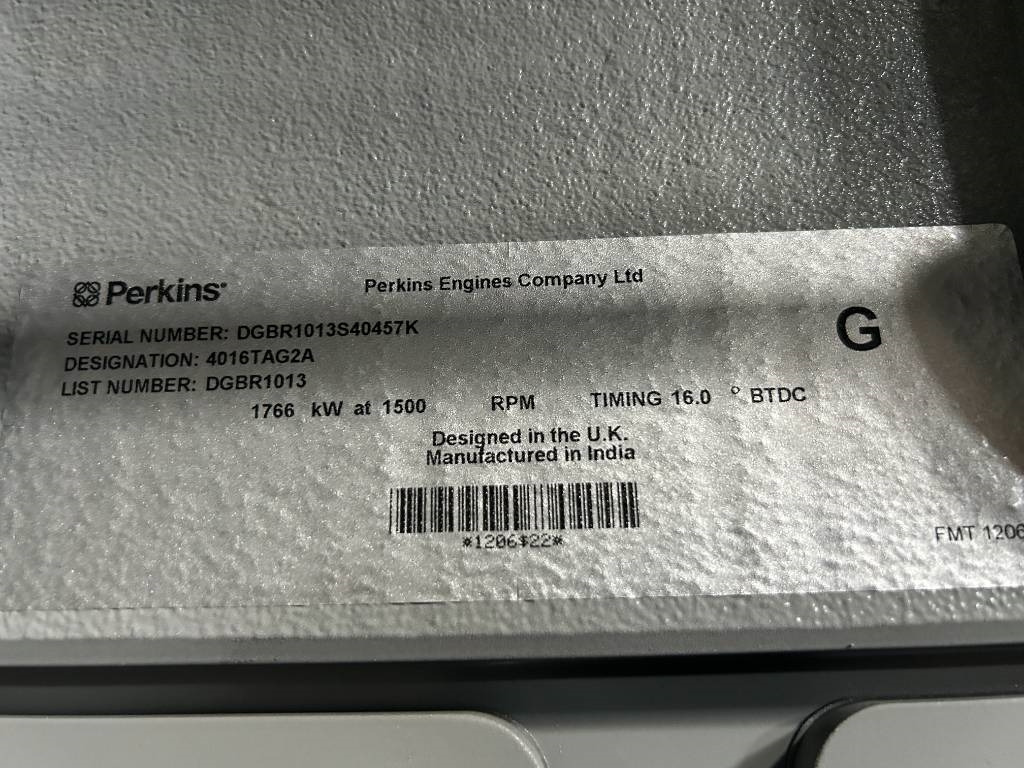 Perkins
Perkins Engines Company Ltd
SERIAL NUMBER: DGBR1013S40457K
G
DESIGNATION: 4016TAG2A
LIST NUMBER: DGBR1013
1766 kW at 1500 RPM TIMING 16.0 ° BTDC
Designed in the U.K.
Manufactured in India
*1206$22*
FMT 1206